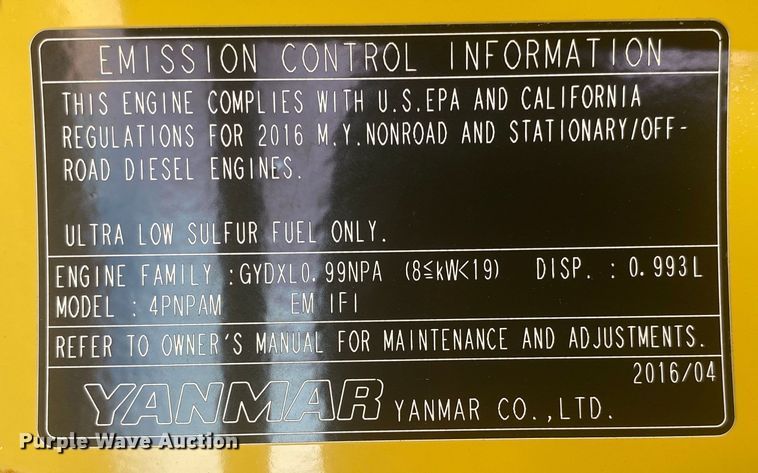 EMISSION CONTROL INFORMATION
THIS ENGINE COMPLIES WITH U.S.EPA AND CALIFORNIA
REGULATIONS FOR 2016 M.Y.NONROAD AND STATIONARY/OFF-
ROAD DIESEL ENGINES.
ULTRA LOW SULFUR FUEL ONLY.
ENGINE FAMILY :GYDXL0.99NPA (8≦kW<19) DISP. : 0.993L
MODEL : 4PNPAM EM IFI
REFER TO OWNER'S MANUAL FOR MAINTENANCE AND ADJUSTMENTS.
2016/04
YANMAR YANMAR CO.,LTD.
Purple Wave Auction